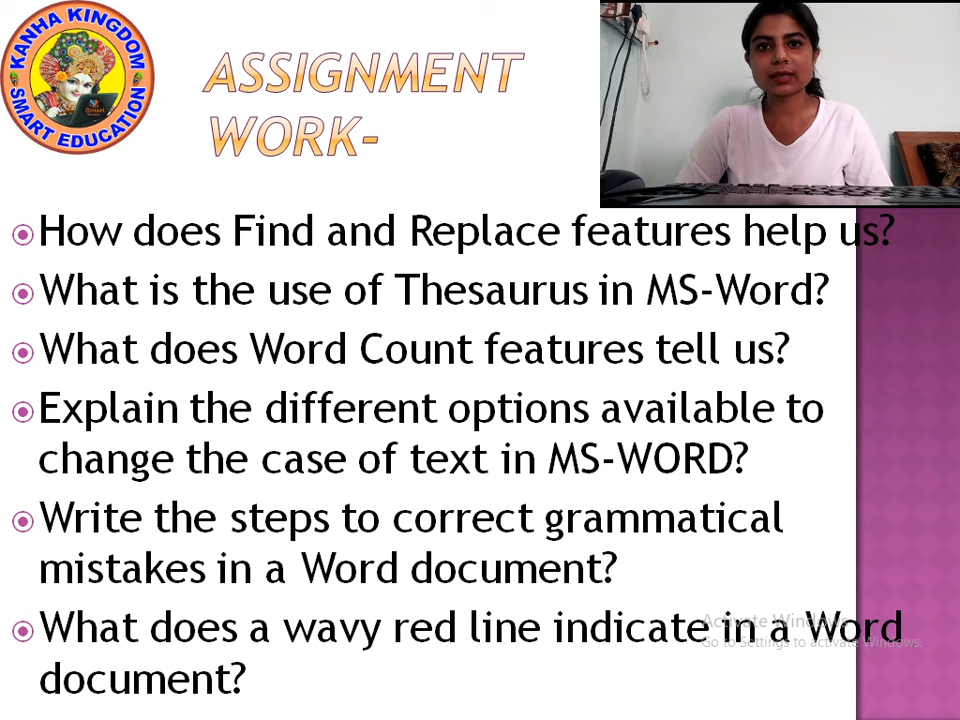 KANHA KINGDOM
SMART EDUCATION
ASSIGNMENT
WORK-
How does Find and Replace features help us?
What is the use of Thesaurus in MS-Word?
What does Word Count features tell us?
Explain the different options available to
change the case of text in MS-WORD?
Write the steps to correct grammatical
mistakes in a Word document?
What does a wavy red line indicate in a Word
document?
Activate Windows
Go to Settings to activate Windows.